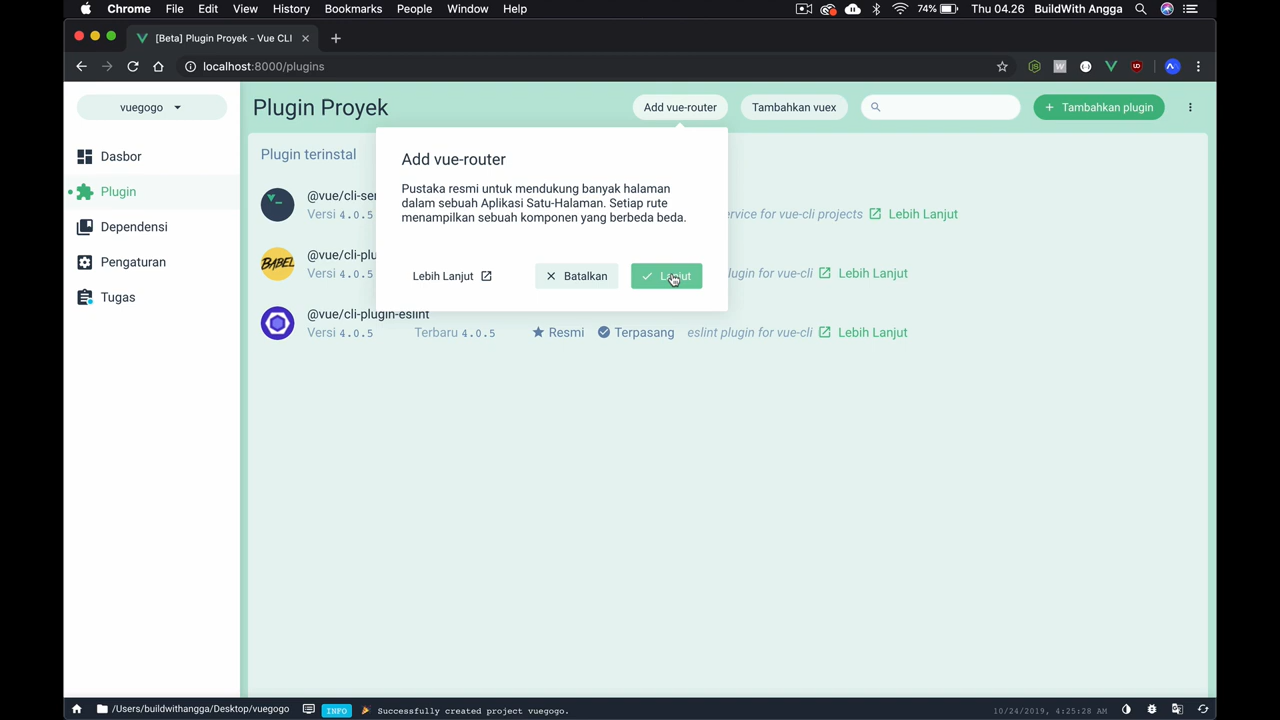 Chrome File Edit View History Bookmarks People Window Help 74% Thu 04.26 BuildWith Angga
[Beta] Plugin Proyek - Vue CLI
localhost:8000/plugins
vuegogo
Plugin Proyek
Add vue-router
Tambahkan vuex
Tambahkan plugin
Dasbor
Plugin
Dependensi
Pengaturan
Tugas
Plugin terinstal
Add vue-router
Pustaka resmi untuk mendukung banyak halaman
dalam sebuah Aplikasi Satu-Halaman. Setiap rute
menampilkan sebuah komponen yang berbeda beda.
Lebih Lanjut
Batalkan
Lanjut
@vue/cli-ser
Versi 4.0.5
rvice for vue-cli projects Lebih Lanjut
BABEL
@vue/cli-plu
Versi 4.0.5
lugin for vue-cli Lebih Lanjut
@vue/cli-plugin-eslint
Versi 4.0.5 Terbaru 4.0.5 Resmi Terpasang eslint plugin for vue-cli Lebih Lanjut
/Users/buildwithangga/Desktop/vuegogo INFO Successfully created project vuegogo. 10/24/2019, 4:25:28 AM